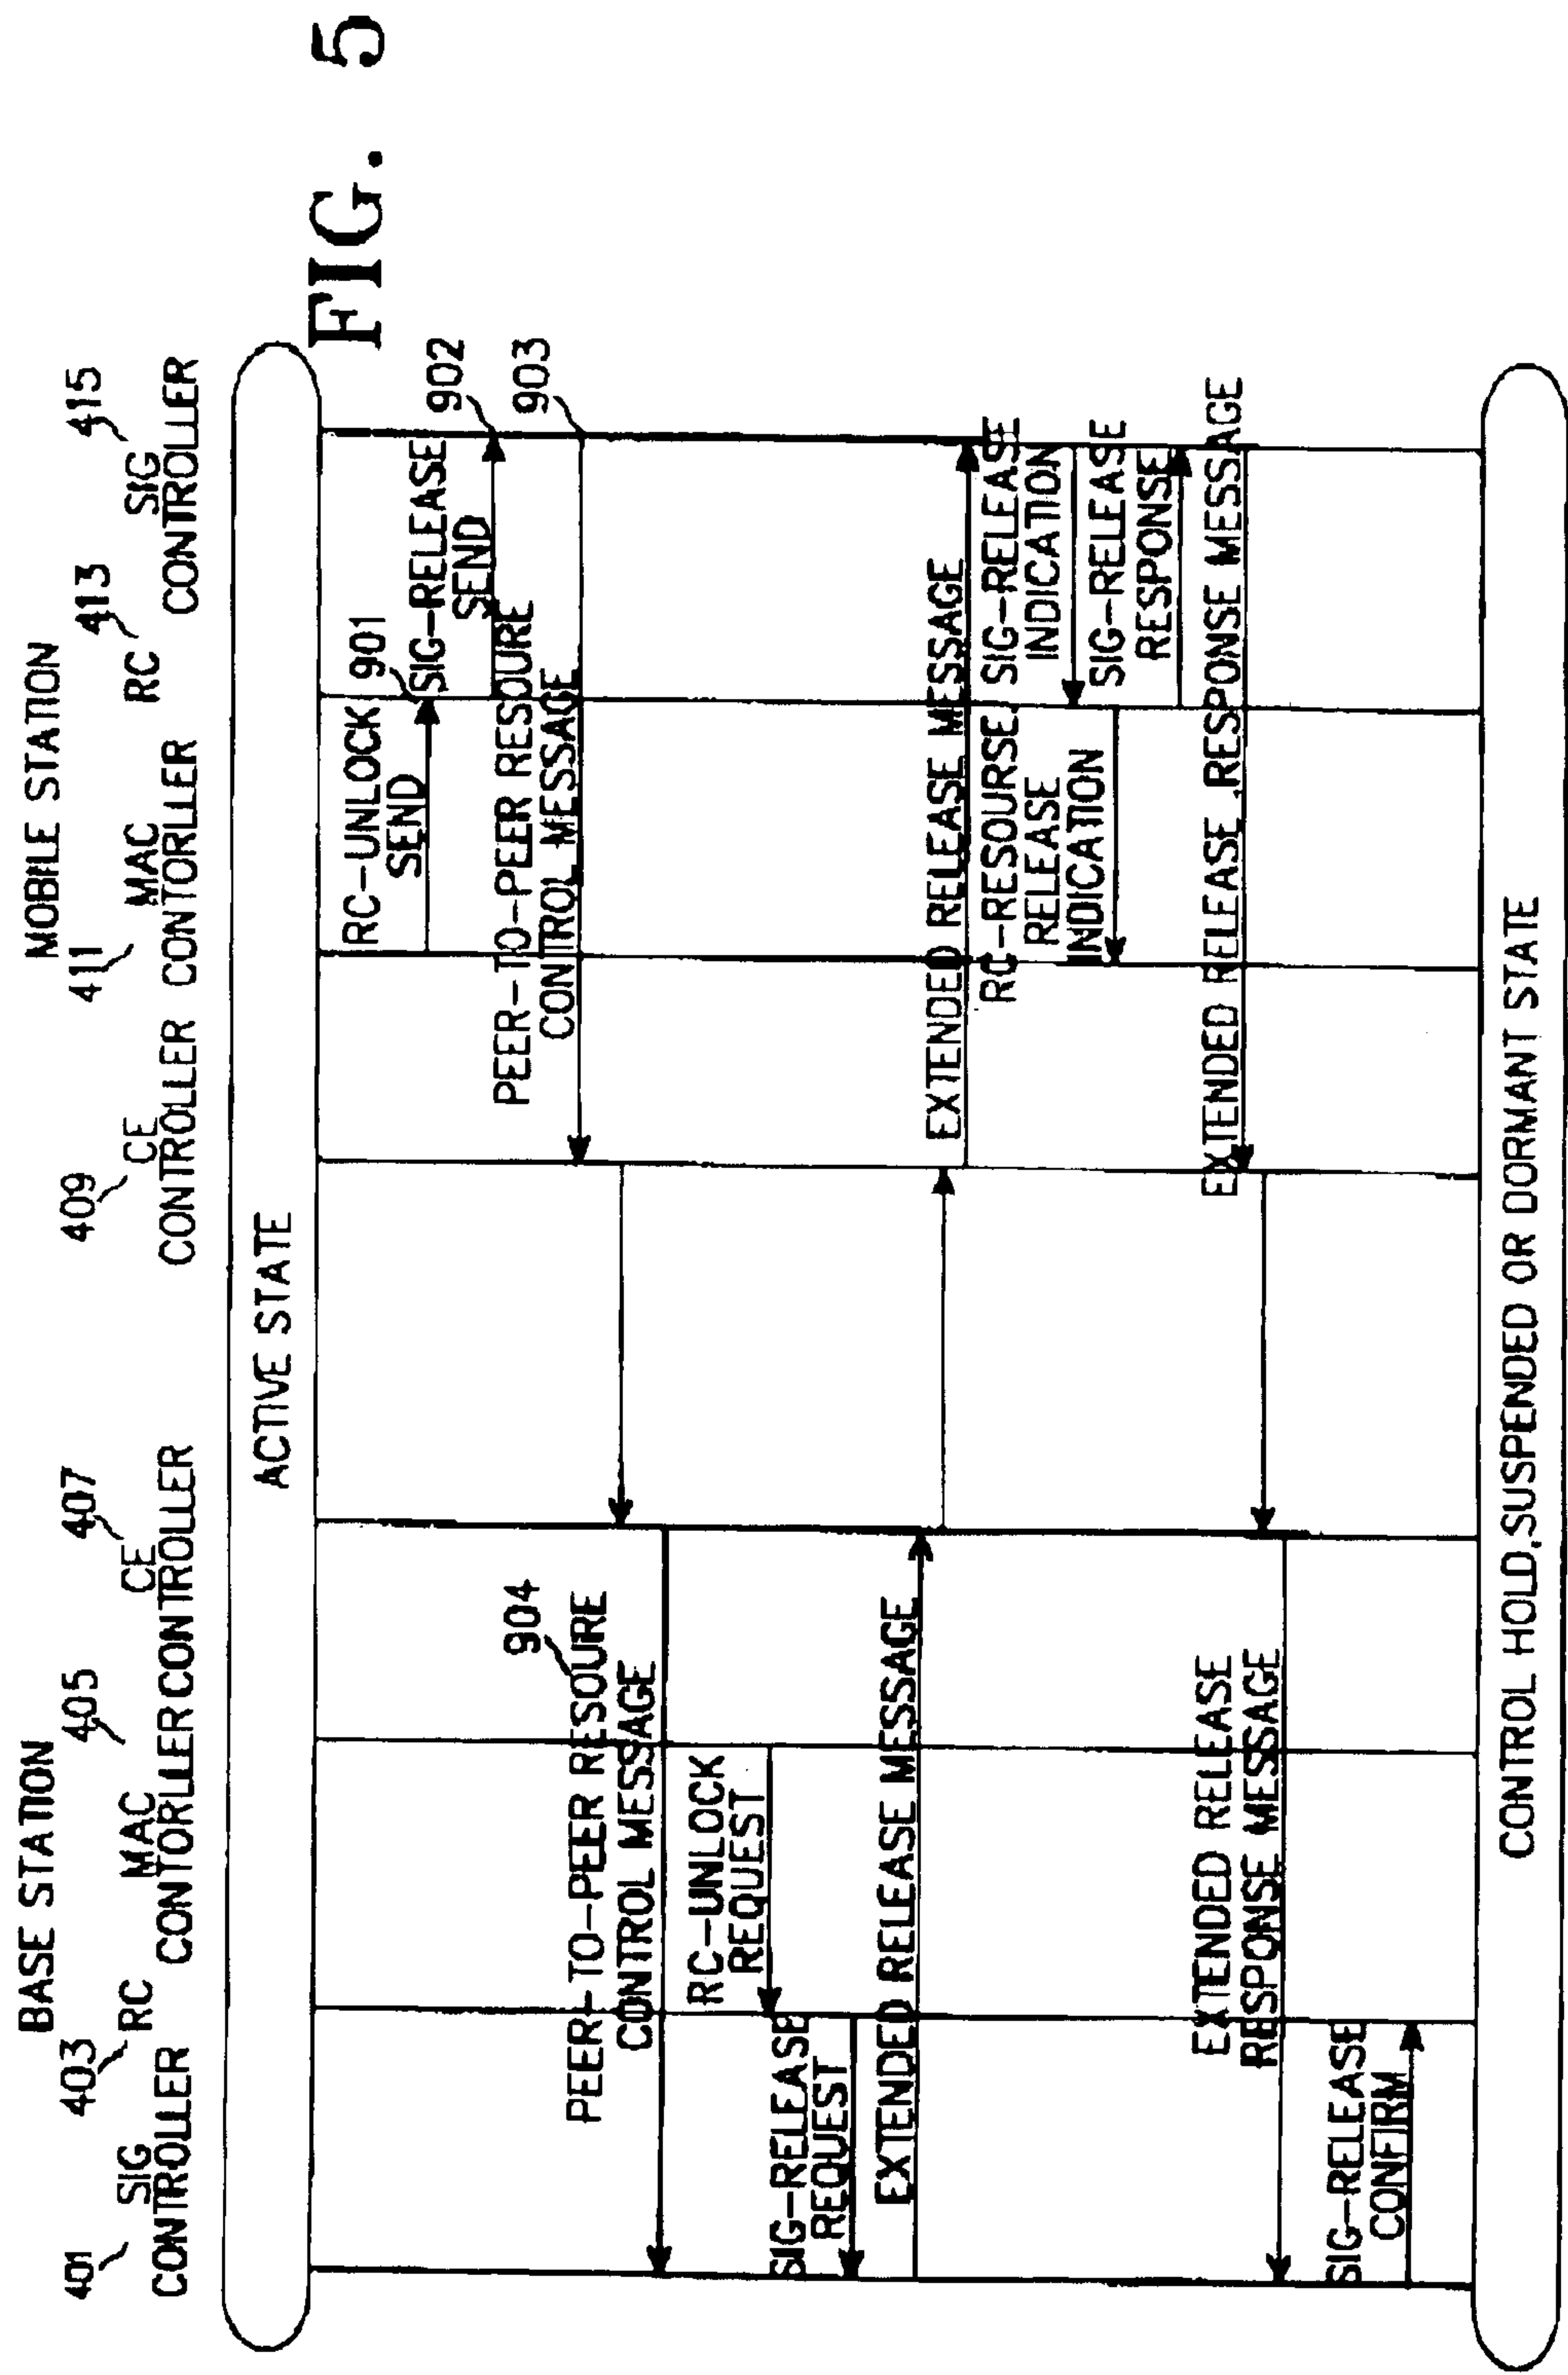 BASE STATION
MOBILE STATION
401
403
405
407
409
411
413
415
SIG
CONTROLLER
RC
MAC
CONTORLLER
CE
CONTROLLER
CE
CONTROLLER
MAC
CONTORLLER
RC
SIG
CONTROLLER
ACTIVE STATE
FIG. 5
RC-UNLOCK
SEND
901
SIG-RELEASE
SEND
902
PEER-TO-PEER RESOURE
CONTROL MESSAGE
903
904
PEER-TO-PEER RESOURE
CONTROL MESSAGE
RC-UNLOCK
REQUEST
SIG-RELEASE
REQUEST
EXTENDED RELEASE MESSAGE
EXTENDED RELEASE MESSAGE
SIG-RELEASE
INDICATION
RC-RESOURSE
RELEASE
INDICATION
SIG-RELEASE
RESPONSE
EXTENDED RELEASE RESPONSE MESSAGE
EXTENDED RELEASE
RESPONSE MESSAGE
SIG-RELEASE
CONFIRM
CONTROL HOLD,SUSPENDED OR DORMANT STATE